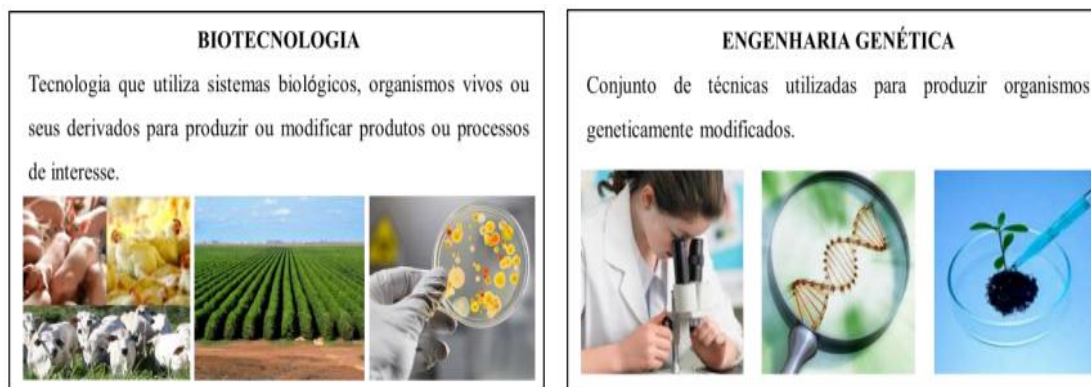 BIOTECNOLOGIA
Tecnologia que utiliza sistemas biológicos, organismos vivos ou
seus derivados para produzir ou modificar produtos ou processos
de interesse.
ENGENHARIA GENÉTICA
Conjunto de técnicas utilizadas para produzir organismos
geneticamente modificados.